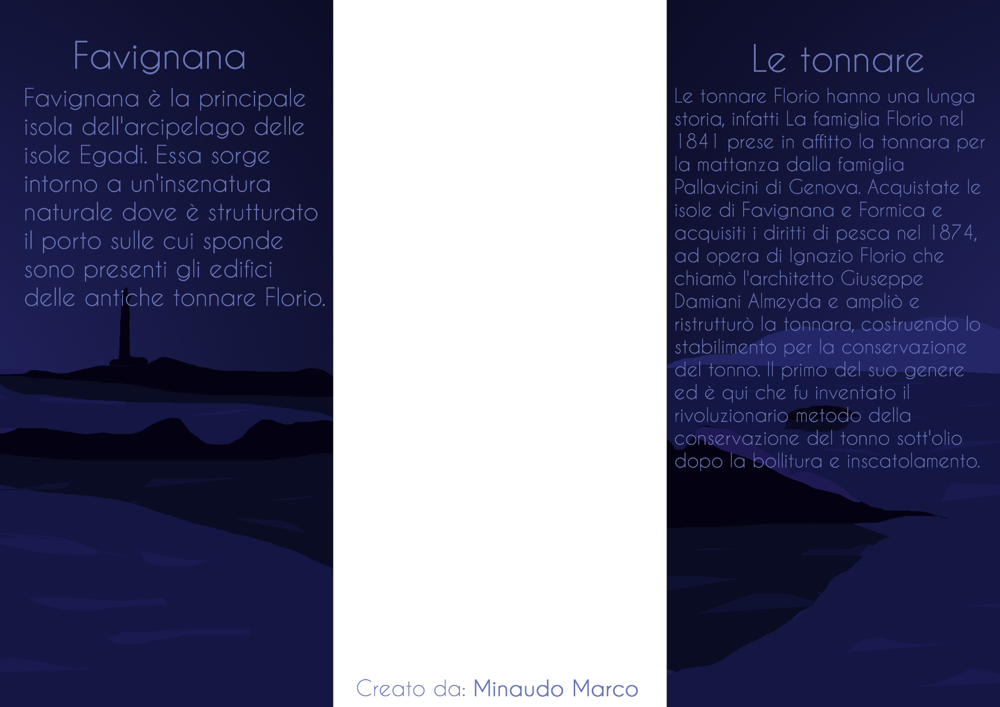 Favignana
Favignana è la principale
isola dell'arcipelago delle
isole Egadi. Essa sorge
intorno a un'insenatura
naturale dove è strutturato
il porto sulle cui sponde
sono presenti gli edifici
delle antiche tonnare Florio.
Creato da: Minaudo Marco
Le tonnare
Le tonnare Florio hanno una lunga
storia, infatti La famiglia Florio nel
1841 prese in affitto la tonnara per
la mattanza dalla famiglia
Pallavicini di Genova. Acquistate le
isole di Favignana e Formica e
acquisiti i diritti di pesca nel 1874,
ad opera di Ignazio Florio che
chiamò l'architetto Giuseppe
Damiani Almeyda e ampliò e
ristrutturò la tonnara, costruendo lo
stabilimento per la conservazione
del tonno. Il primo del suo genere
ed è qui che fu inventato il
rivoluzionario metodo della
conservazione del tonno sott'olio
dopo la bollitura e inscatolamento.